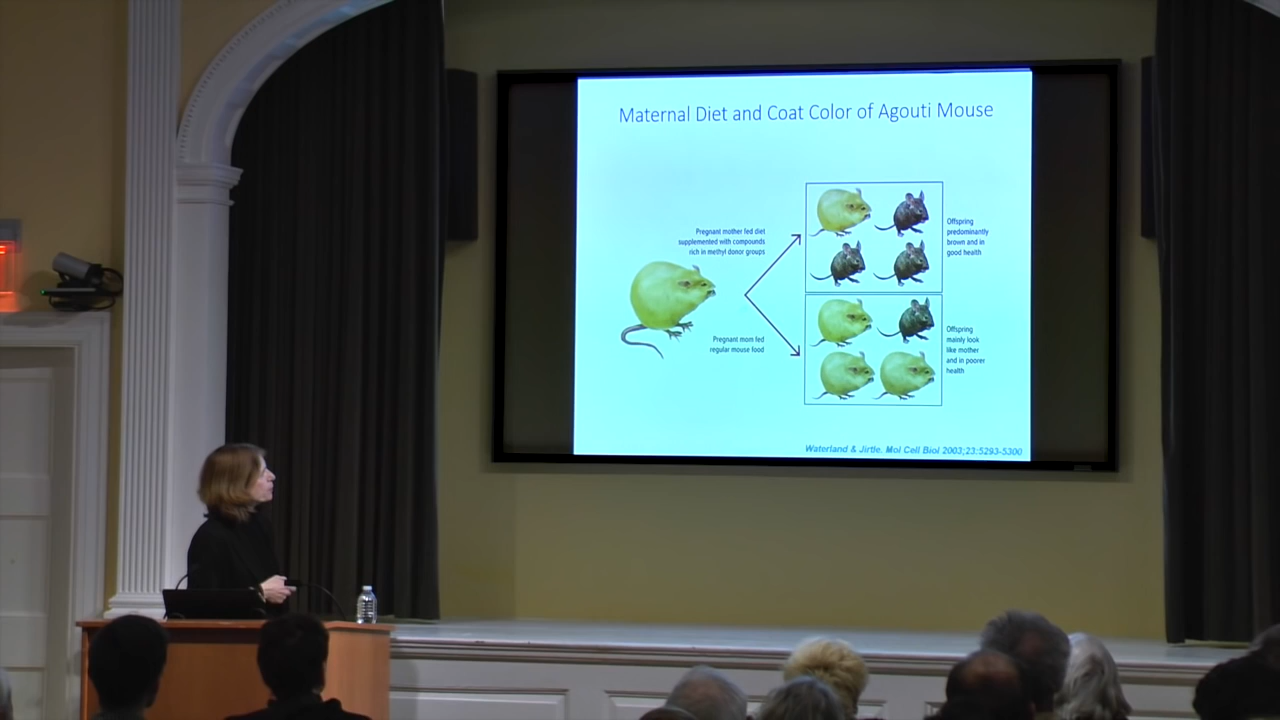 Maternal Diet and Coat Color of Agouti Mouse
Pregnant mother fed diet
supplemented with compounds
rich in methyl donor groups
Offspring
predominantly
brown and in
good health
Pregnant mom fed
regular mouse food
Offspring
mainly look
like mother
and in poorer
health
Waterland & Jirtle. Mol Cell Biol 2003;23:5293-5300